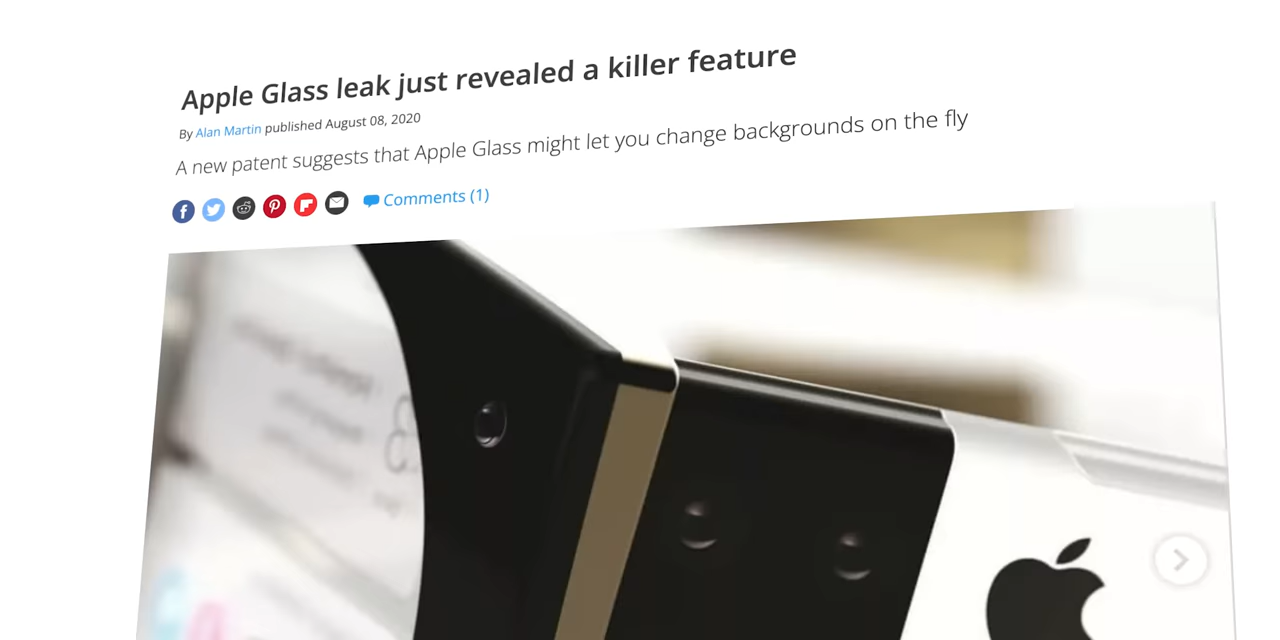 Apple Glass leak just revealed a killer feature
By Alan Martin published August 08, 2020
A new patent suggests that Apple Glass might let you change backgrounds on the fly
Comments (1)